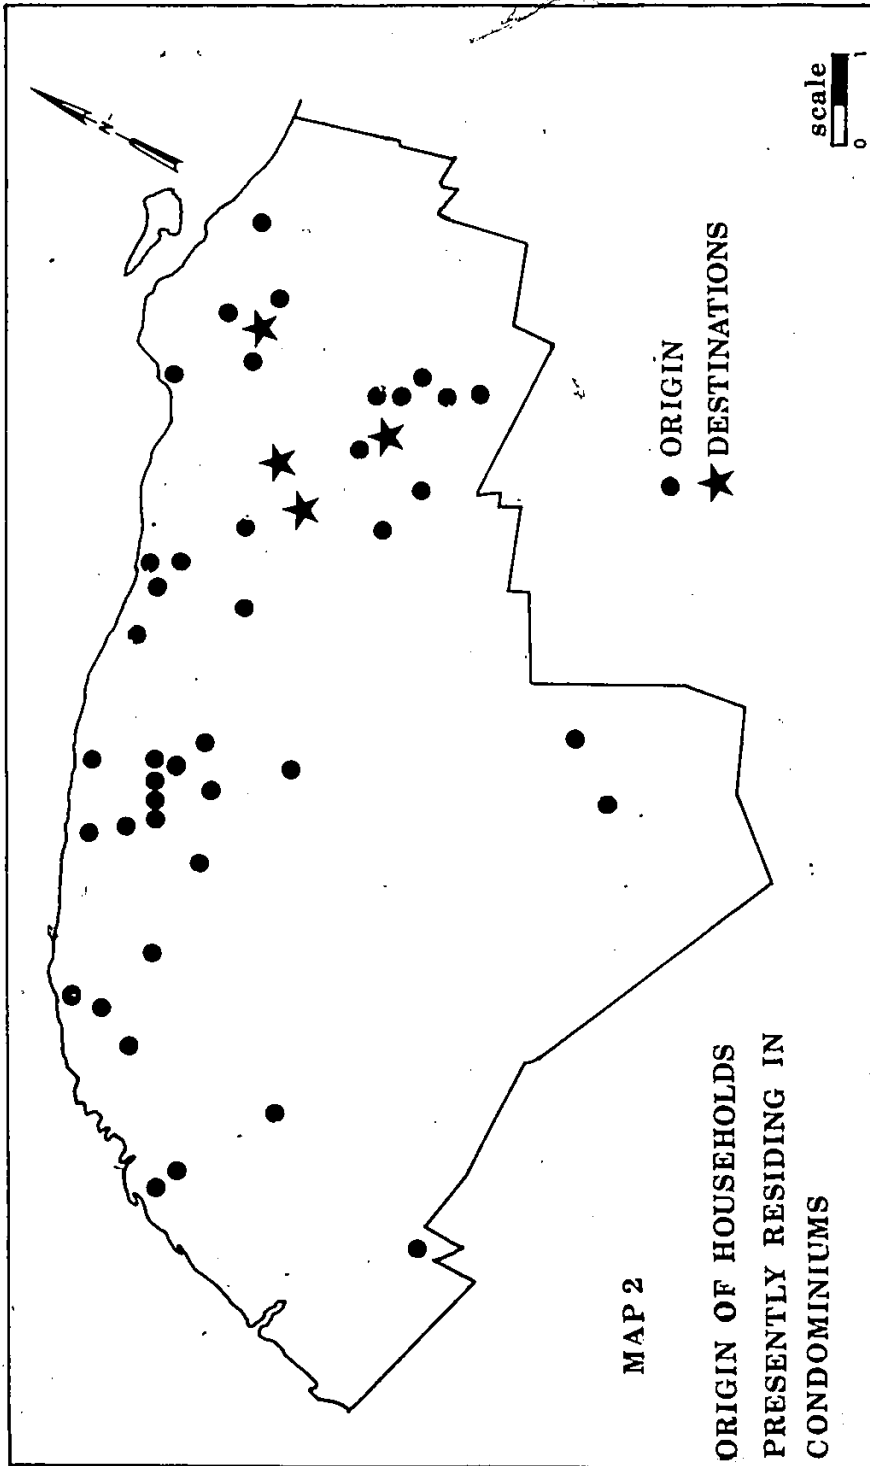 MAP 2
ORIGIN OF HOUSEHOLDS
PRESENTLY RESIDING IN
CONDOMINIUMS
ORIGIN
DESTINATIONS
scale
0 1
N